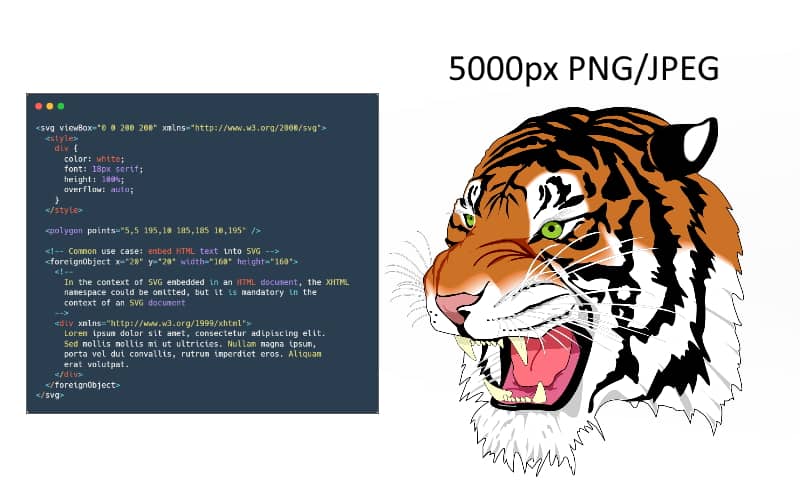 5000px PNG/JPEG
<svg viewBox="0 0 200 200" xmlns="http://www.w3.org/2000/svg">
<style>
div {
color: white;
font: 18px serif;
height: 100%;
overflow: auto;
}
</style>
<polygon points="5,5 195,10 185,185 10,195" />
<!-- Common use case: embed HTML text into SVG -->
<foreignObject x="20" y="20" width="160" height="160">
<!--
In the context of SVG embedded in an HTML document, the XHTML
namespace could be omitted, but it is mandatory in the
context of an SVG document
-->
<div xmlns="http://www.w3.org/1999/xhtml">
Lorem ipsum dolor sit amet, consectetur adipiscing elit.
Sed mollis mollis mi ut ultricies. Nullam magna ipsum,
porta vel dui convallis, rutrum imperdiet eros. Aliquam
erat volutpat.
</div>
</foreignObject>
</svg>